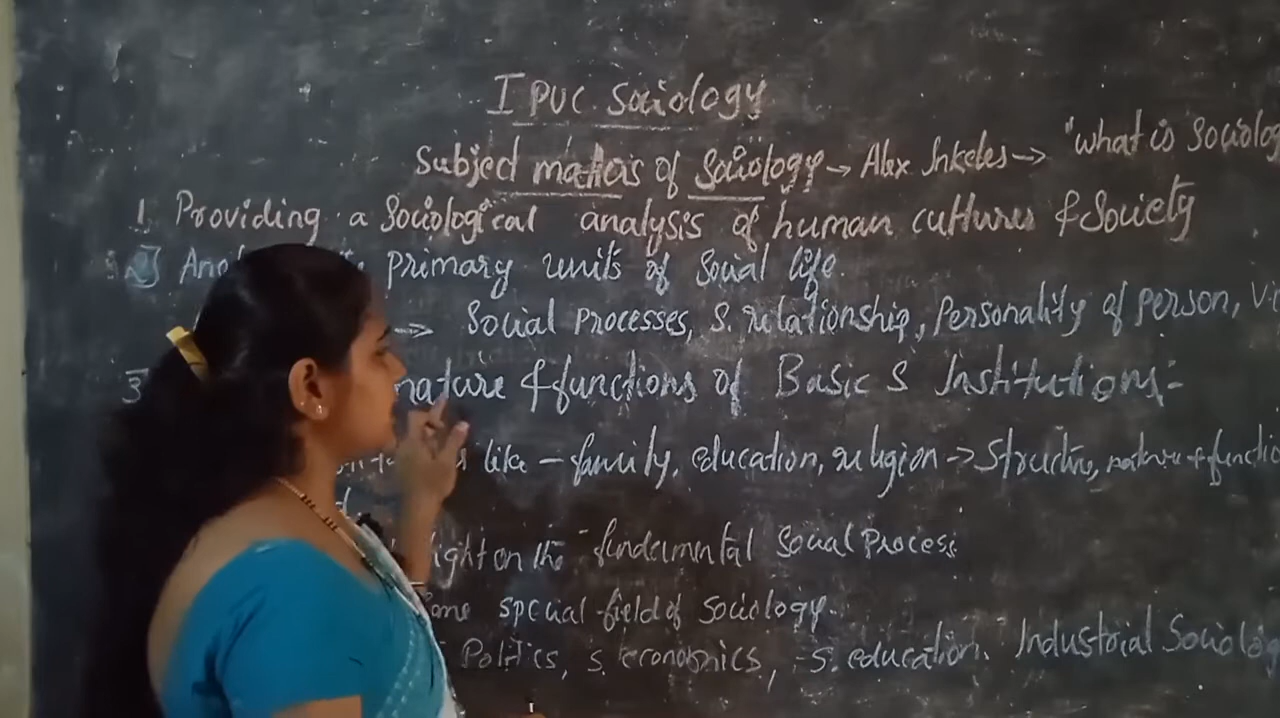 I PUC Sociology
Subject matters of Sociology → Alex Inkeles → "what is Sociolog
1. Providing a Sociological analysis of human cultures & Society
2] primary units of Social life.
→ Social processes, S. relationship, Personality of person,
3 nature & functions of Basic S Institutions:-
like – family, education, religion → Structure, nature & functio
light on the fundamental Social Process
special field of Sociology.
Politics, S. economics, S. education. Industrial Sociolog